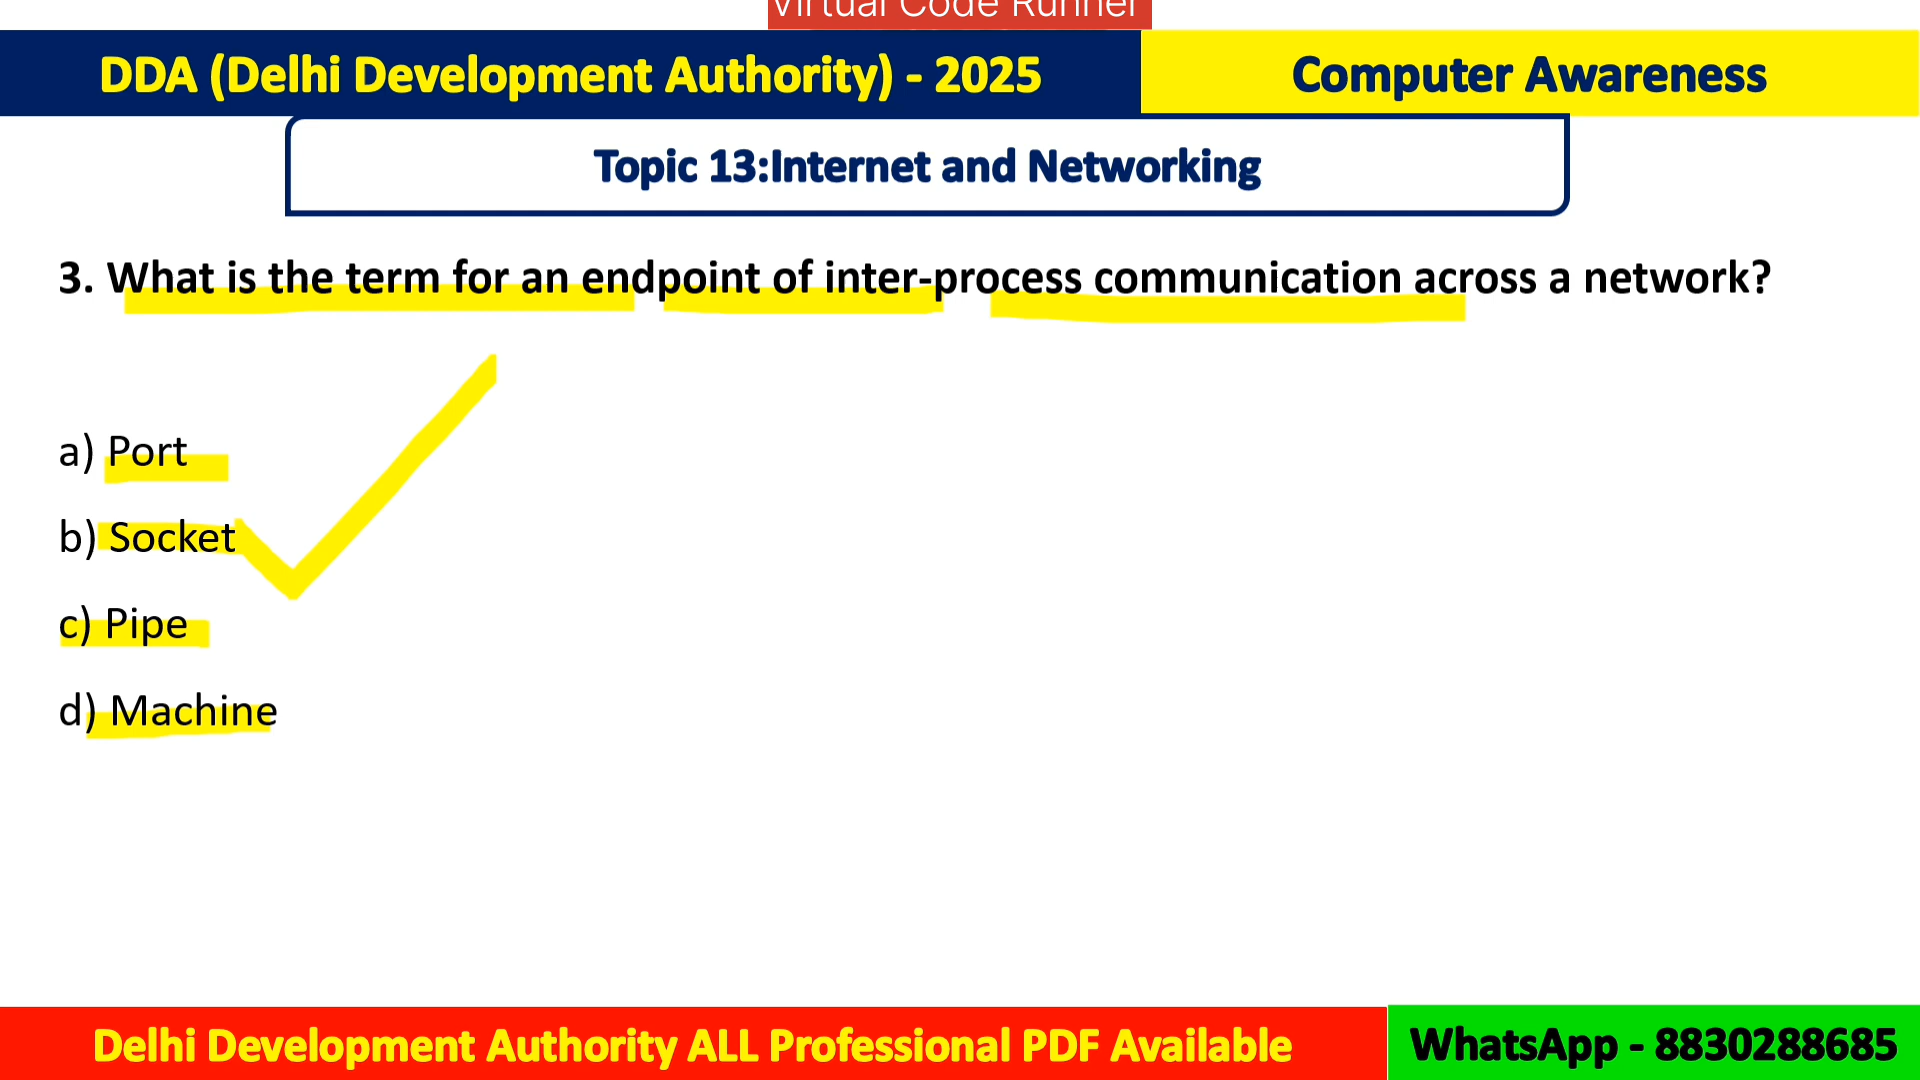 Virtual Code Runner
DDA (Delhi Development Authority) - 2025
Computer Awareness
Topic 13:Internet and Networking
3. What is the term for an endpoint of inter-process communication across a network?
a) Port
b) Socket
c) Pipe
d) Machine
Delhi Development Authority ALL Professional PDF Available
WhatsApp - 8830288685